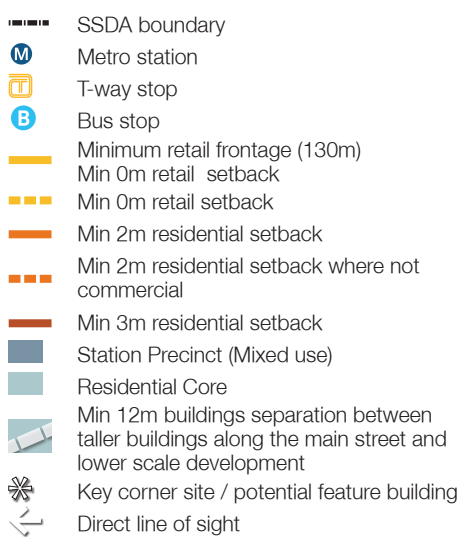 SSDA boundary
M Metro station
T T-way stop
B Bus stop
Minimum retail frontage (130m)
Min 0m retail setback
Min 0m retail setback
Min 2m residential setback
Min 2m residential setback where not
commercial
Min 3m residential setback
Station Precinct (Mixed use)
Residential Core
Min 12m buildings separation between
taller buildings along the main street and
lower scale development
Key corner site / potential feature building
Direct line of sight